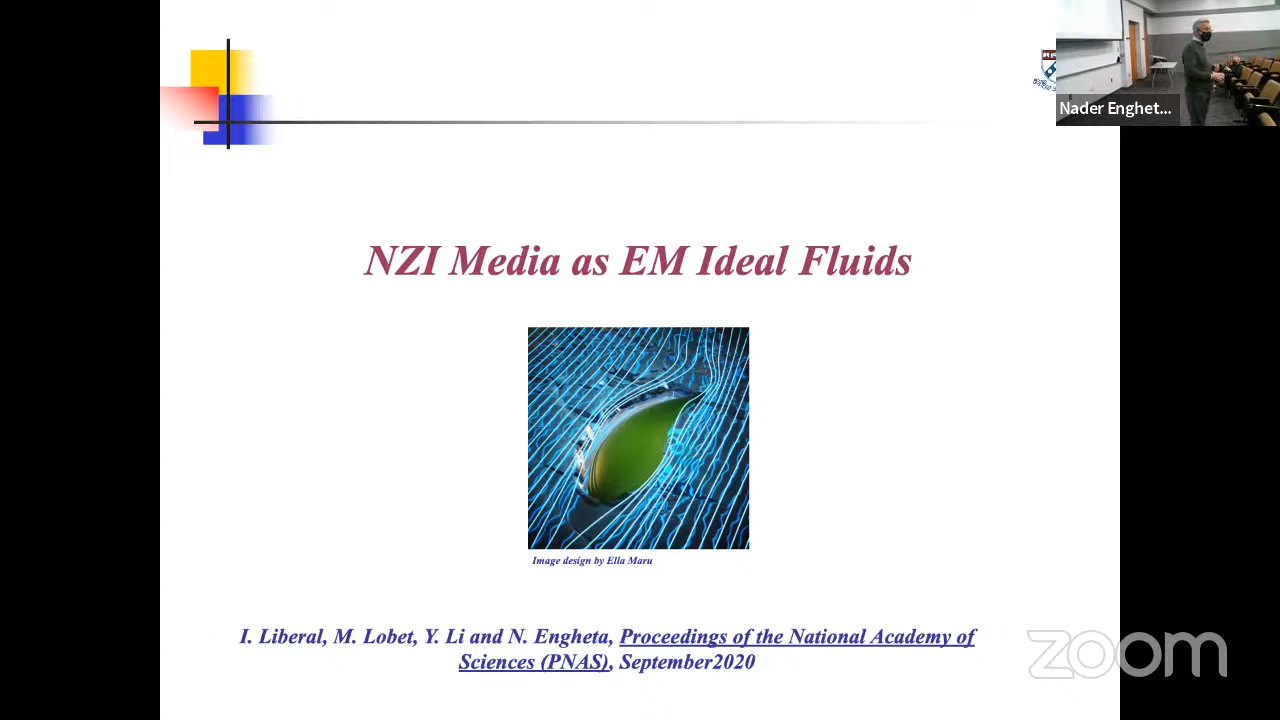 Nader Enghet...
NZI Media as EM Ideal Fluids
Image design by Ella Maru
I. Liberal, M. Lobet, Y. Li and N. Engheta, Proceedings of the National Academy of
Sciences (PNAS), September2020
zoom